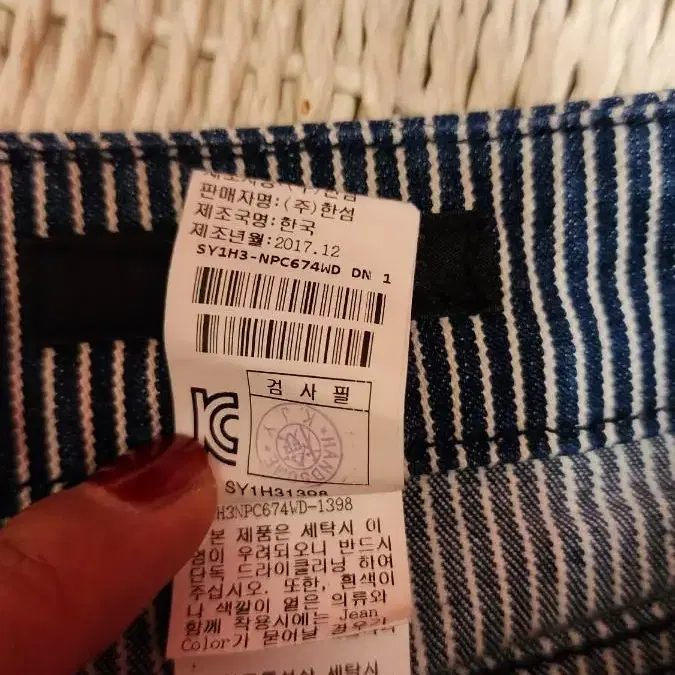 판매자명:(주)한섬
제조국명:한국
제조년월:2017.12
SY1H3-NPC674WD DN 1
검사필
KC
HANDSOME K.J.Y
SY1H31398
H3NPC674WD-1398
본 제품은 세탁시 이
염이 우려되오니 반드시
단독 드라이클리닝 하여
주십시오. 또한, 흰색이
나 색깔이 옅은 의류와
함께 착용시에는 Jean
Color가 묻어날
세탁시